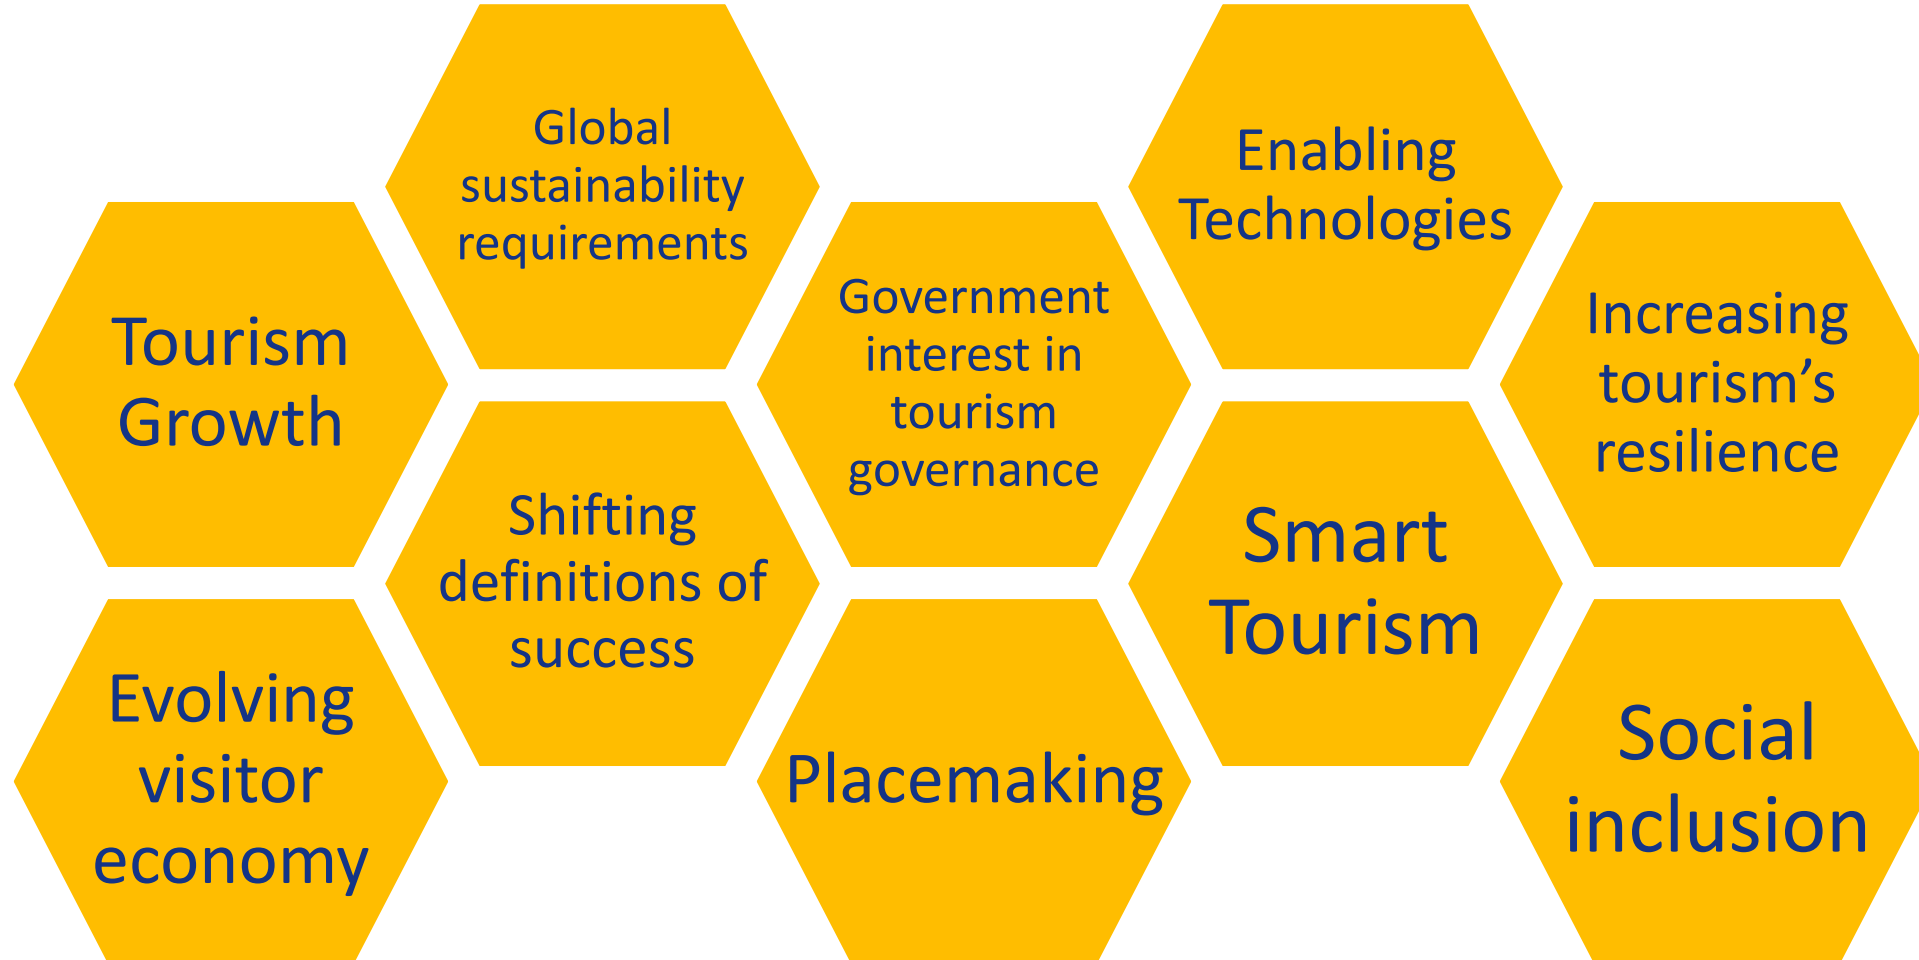 Global
sustainability
requirements
Enabling
Technologies
Tourism
Growth
Government
interest in
tourism
governance
Increasing
tourism’s
resilience
Shifting
definitions of
success
Smart
Tourism
Evolving
visitor
economy
Placemaking
Social
inclusion